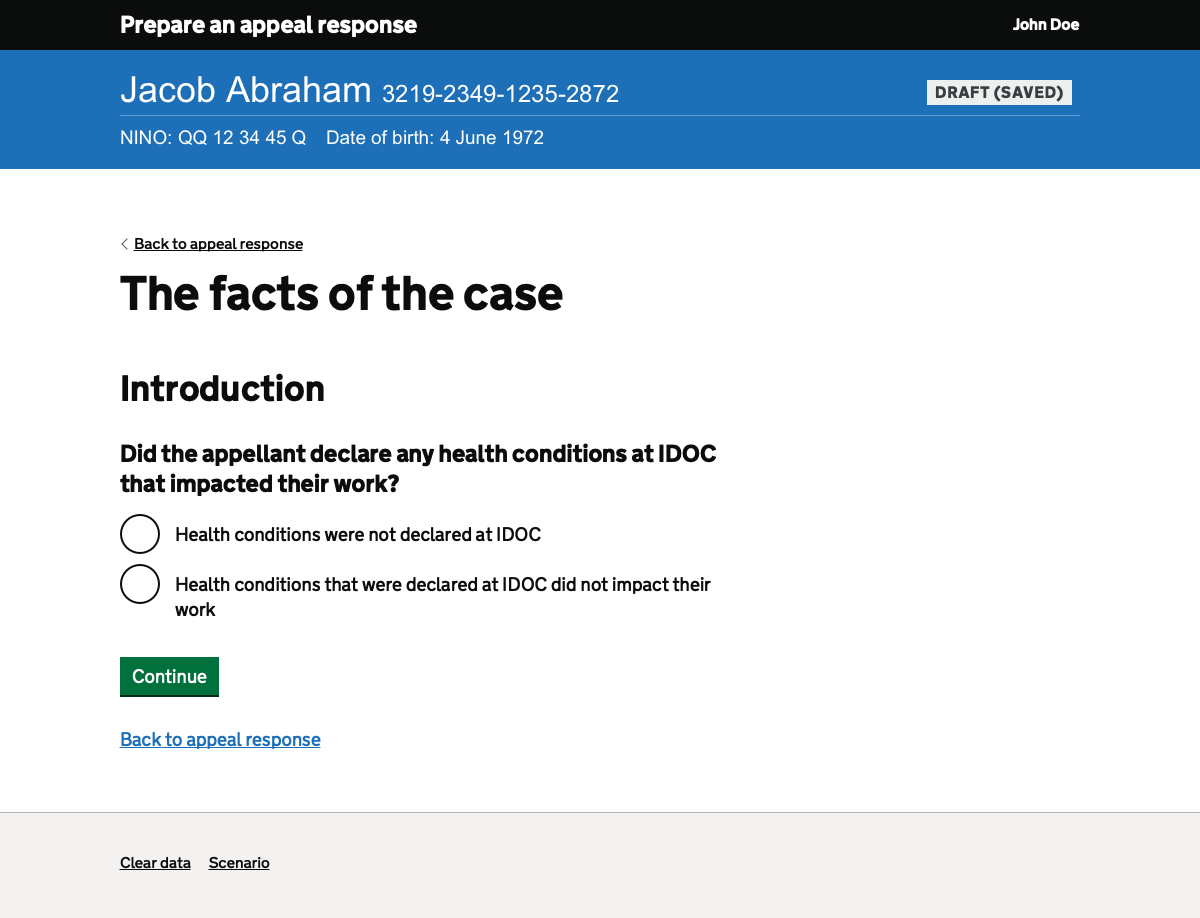 Prepare an appeal response
John Doe
Jacob Abraham 3219-2349-1235-2872
DRAFT (SAVED)
NINO: QQ 12 34 45 Q Date of birth: 4 June 1972
Back to appeal response
The facts of the case
Introduction
Did the appellant declare any health conditions at IDOC
that impacted their work?
Health conditions were not declared at IDOC
Health conditions that were declared at IDOC did not impact their
work
Continue
Back to appeal response
Clear data Scenario